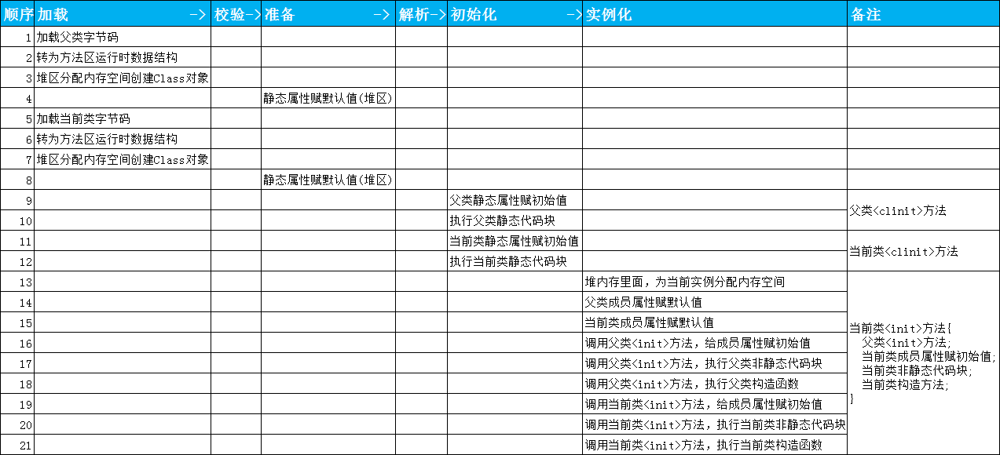 顺序 加载 -> 校验-> 准备 -> 解析-> 初始化 -> 实例化 备注
1 加载父类字节码
2 转为方法区运行时数据结构
3 堆区分配内存空间创建Class对象
4 静态属性赋默认值(堆区)
5 加载当前类字节码
6 转为方法区运行时数据结构
7 堆区分配内存空间创建Class对象
8 静态属性赋默认值(堆区)
9 父类静态属性赋初始值
父类<clinit>方法
10 执行父类静态代码块
11 当前类静态属性赋初始值
当前类<clinit>方法
12 执行当前类静态代码块
13 堆内存里面，为当前实例分配内存空间
14 父类成员属性赋默认值
15 当前类成员属性赋默认值
16 调用父类<init>方法，给成员属性赋初始值
17 调用父类<init>方法，执行父类非静态代码块
18 调用父类<init>方法，执行父类构造函数
19 调用当前类<init>方法，给成员属性赋初始值
20 调用当前类<init>方法，执行当前类非静态代码块
21 调用当前类<init>方法，执行当前类构造函数
当前类<init>方法{
父类<init>方法;
当前类成员属性赋初始值;
当前类非静态代码块;
当前类构造方法;
}